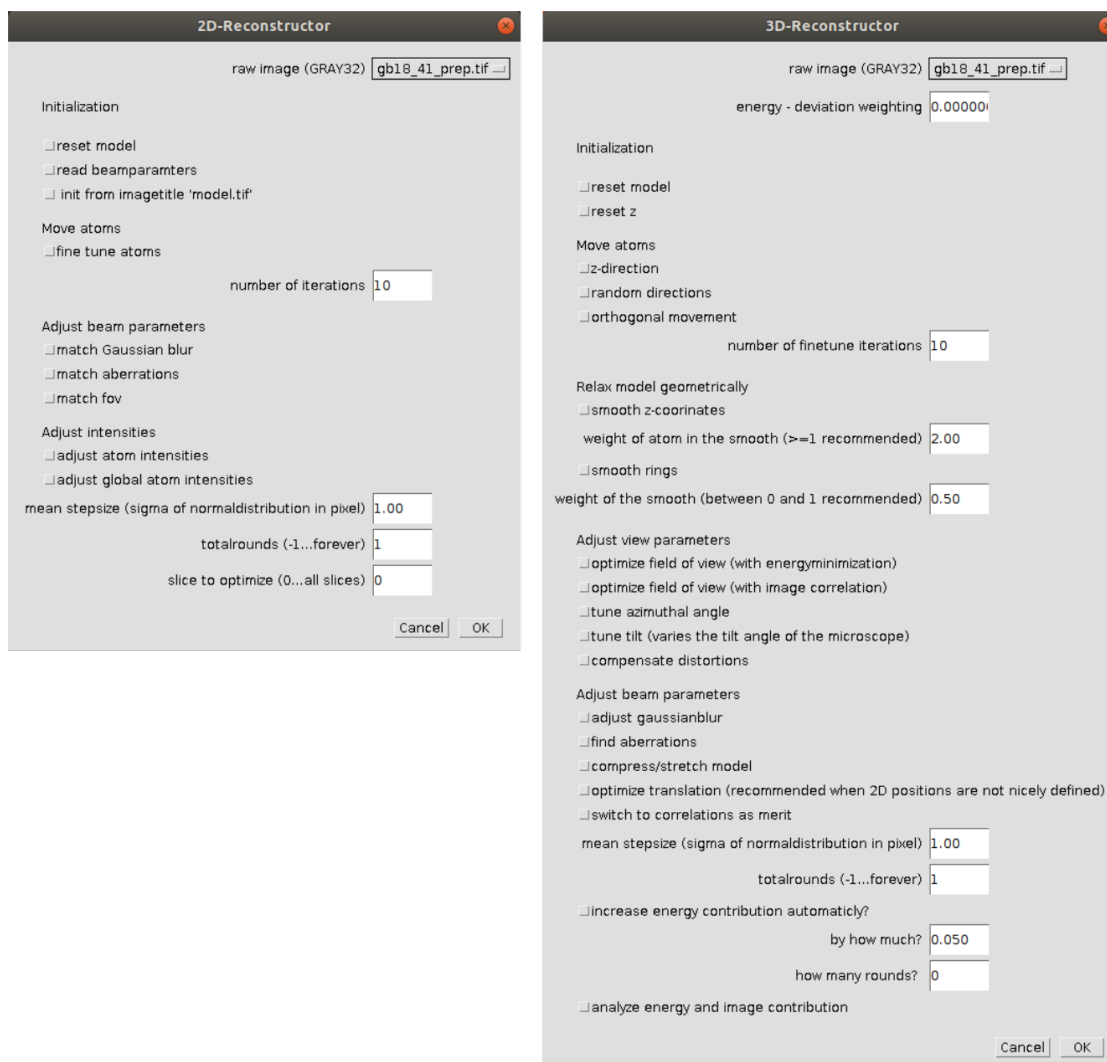 2D-Reconstructor
raw image (GRAY32) gb18_41_prep.tif
Initialization
reset model
read beamparamters
init from imagetitle 'model.tif'
Move atoms
fine tune atoms
number of iterations 10
Adjust beam parameters
match Gaussian blur
match aberrations
match fov
Adjust intensities
adjust atom intensities
adjust global atom intensities
mean stepsize (sigma of normaldistribution in pixel) 1.00
totalrounds (-1...forever) 1
slice to optimize (0...all slices) 0
Cancel OK
3D-Reconstructor
raw image (GRAY32) gb18_41_prep.tif
energy - deviation weighting 0.00000
Initialization
reset model
reset z
Move atoms
z-direction
random directions
orthogonal movement
number of finetune iterations 10
Relax model geometrically
smooth z-coorinates
weight of atom in the smooth (>=1 recommended) 2.00
smooth rings
weight of the smooth (between 0 and 1 recommended) 0.50
Adjust view parameters
optimize field of view (with energyminimization)
optimize field of view (with image correlation)
tune azimuthal angle
tune tilt (varies the tilt angle of the microscope)
compensate distortions
Adjust beam parameters
adjust gaussianblur
find aberrations
compress/stretch model
optimize translation (recommended when 2D positions are not nicely defined)
switch to correlations as merit
mean stepsize (sigma of normaldistribution in pixel) 1.00
totalrounds (-1...forever) 1
increase energy contribution automaticly?
by how much? 0.050
how many rounds? 0
analyze energy and image contribution
Cancel OK